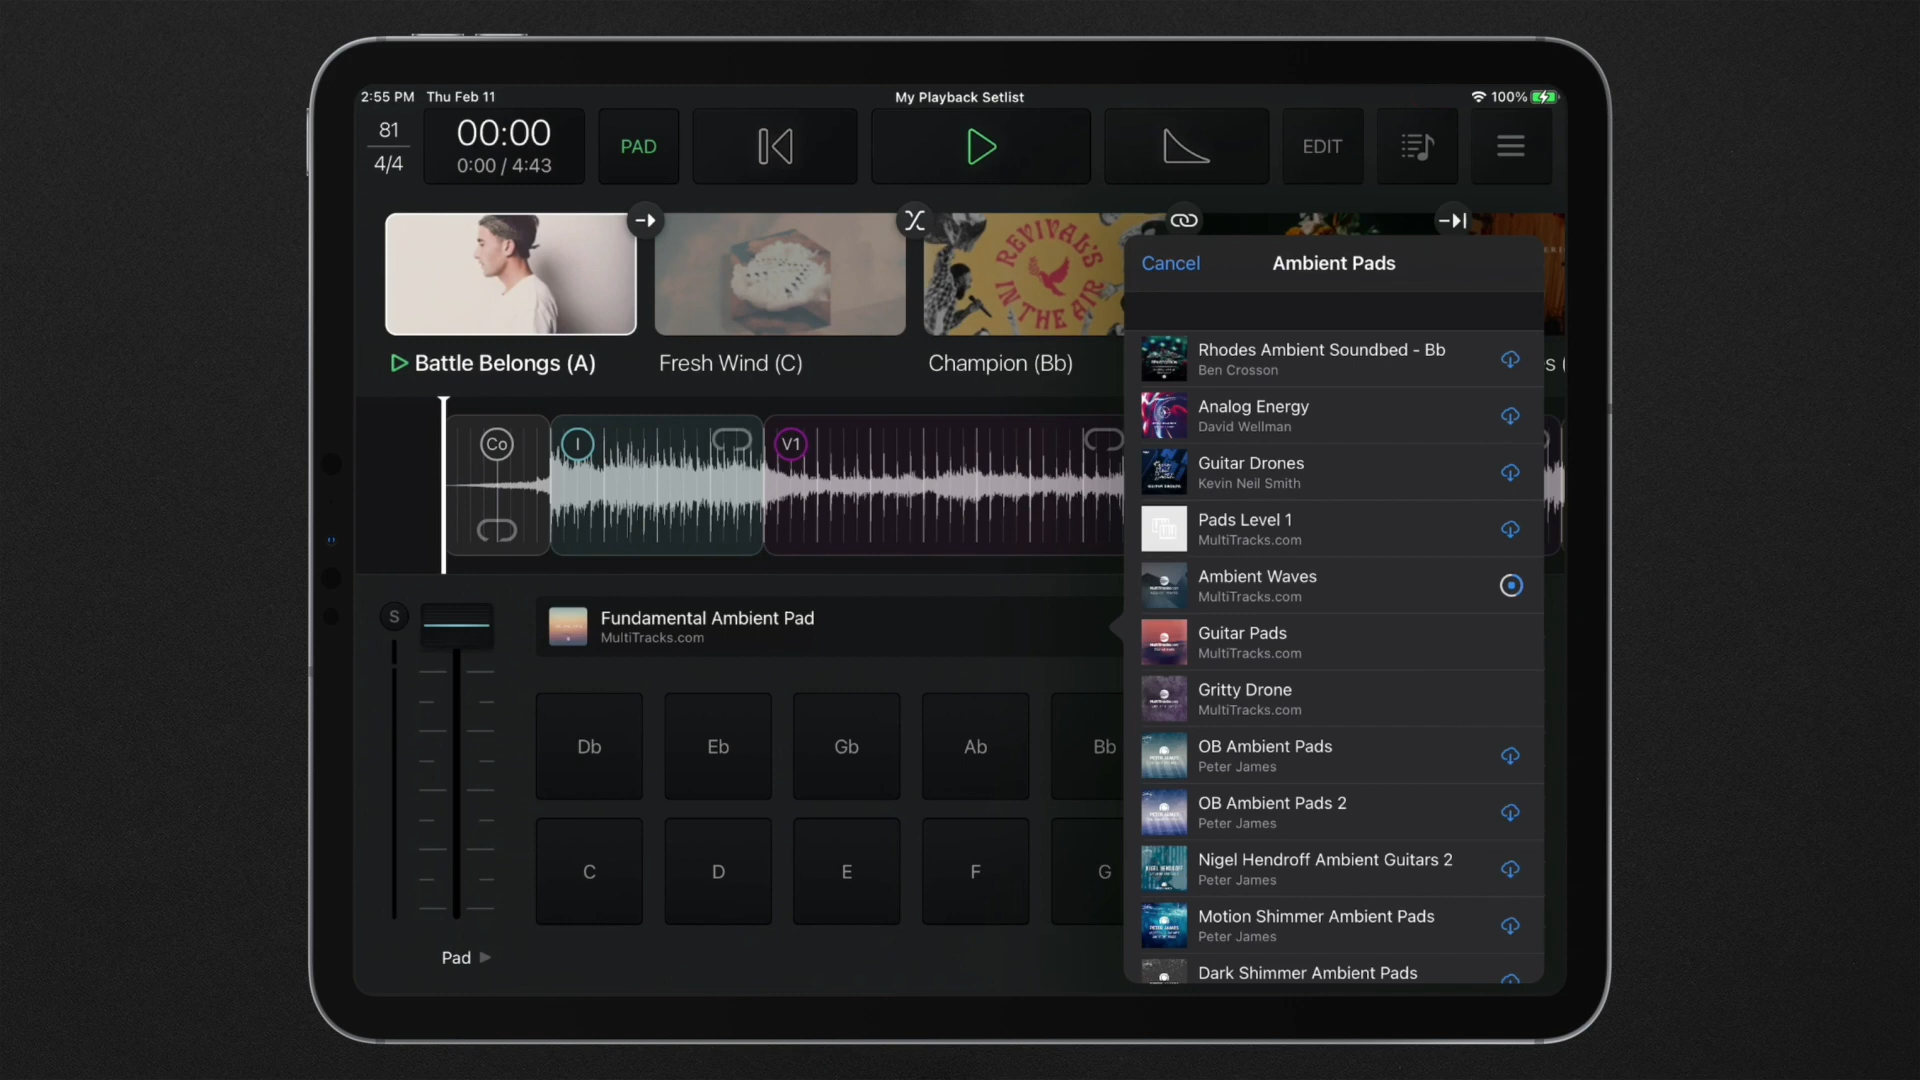 2:55 PM Thu Feb 11
My Playback Setlist
100%
81
4/4
00:00
0:00 / 4:43
PAD
EDIT
REVIVAL'S
IN THE AIR
Battle Belongs (A)
Fresh Wind (C)
Champion (Bb)
Cancel
Ambient Pads
Co
I
V1
Rhodes Ambient Soundbed - Bb
Ben Crosson
Analog Energy
David Wellman
Guitar Drones
Kevin Neil Smith
Pads Level 1
MultiTracks.com
Ambient Waves
MultiTracks.com
Guitar Pads
MultiTracks.com
Gritty Drone
MultiTracks.com
OB Ambient Pads
Peter James
OB Ambient Pads 2
Peter James
Nigel Hendroff Ambient Guitars 2
Peter James
Motion Shimmer Ambient Pads
Peter James
Dark Shimmer Ambient Pads
S
Fundamental Ambient Pad
MultiTracks.com
Db
Eb
Gb
Ab
Bb
C
D
E
F
G
Pad